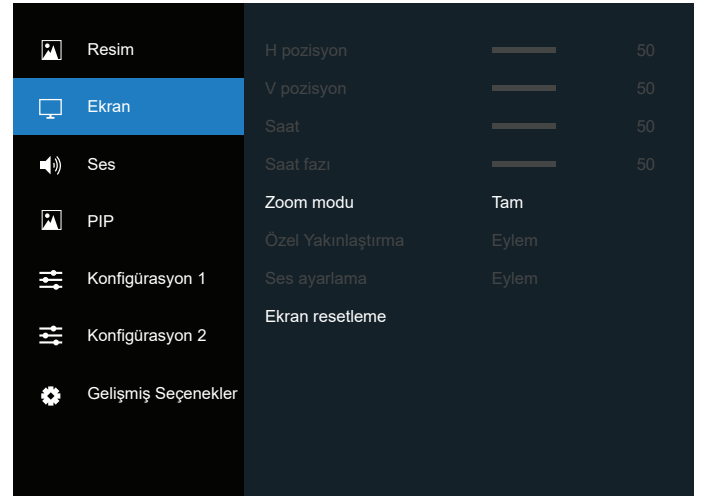 Resim
Ekran
Ses
PIP
Konfigürasyon 1
Konfigürasyon 2
Gelişmiş Seçenekler
H pozisyon 50
V pozisyon 50
Saat 50
Saat fazı 50
Zoom modu Tam
Özel Yakınlaştırma Eylem
Ses ayarlama Eylem
Ekran resetleme